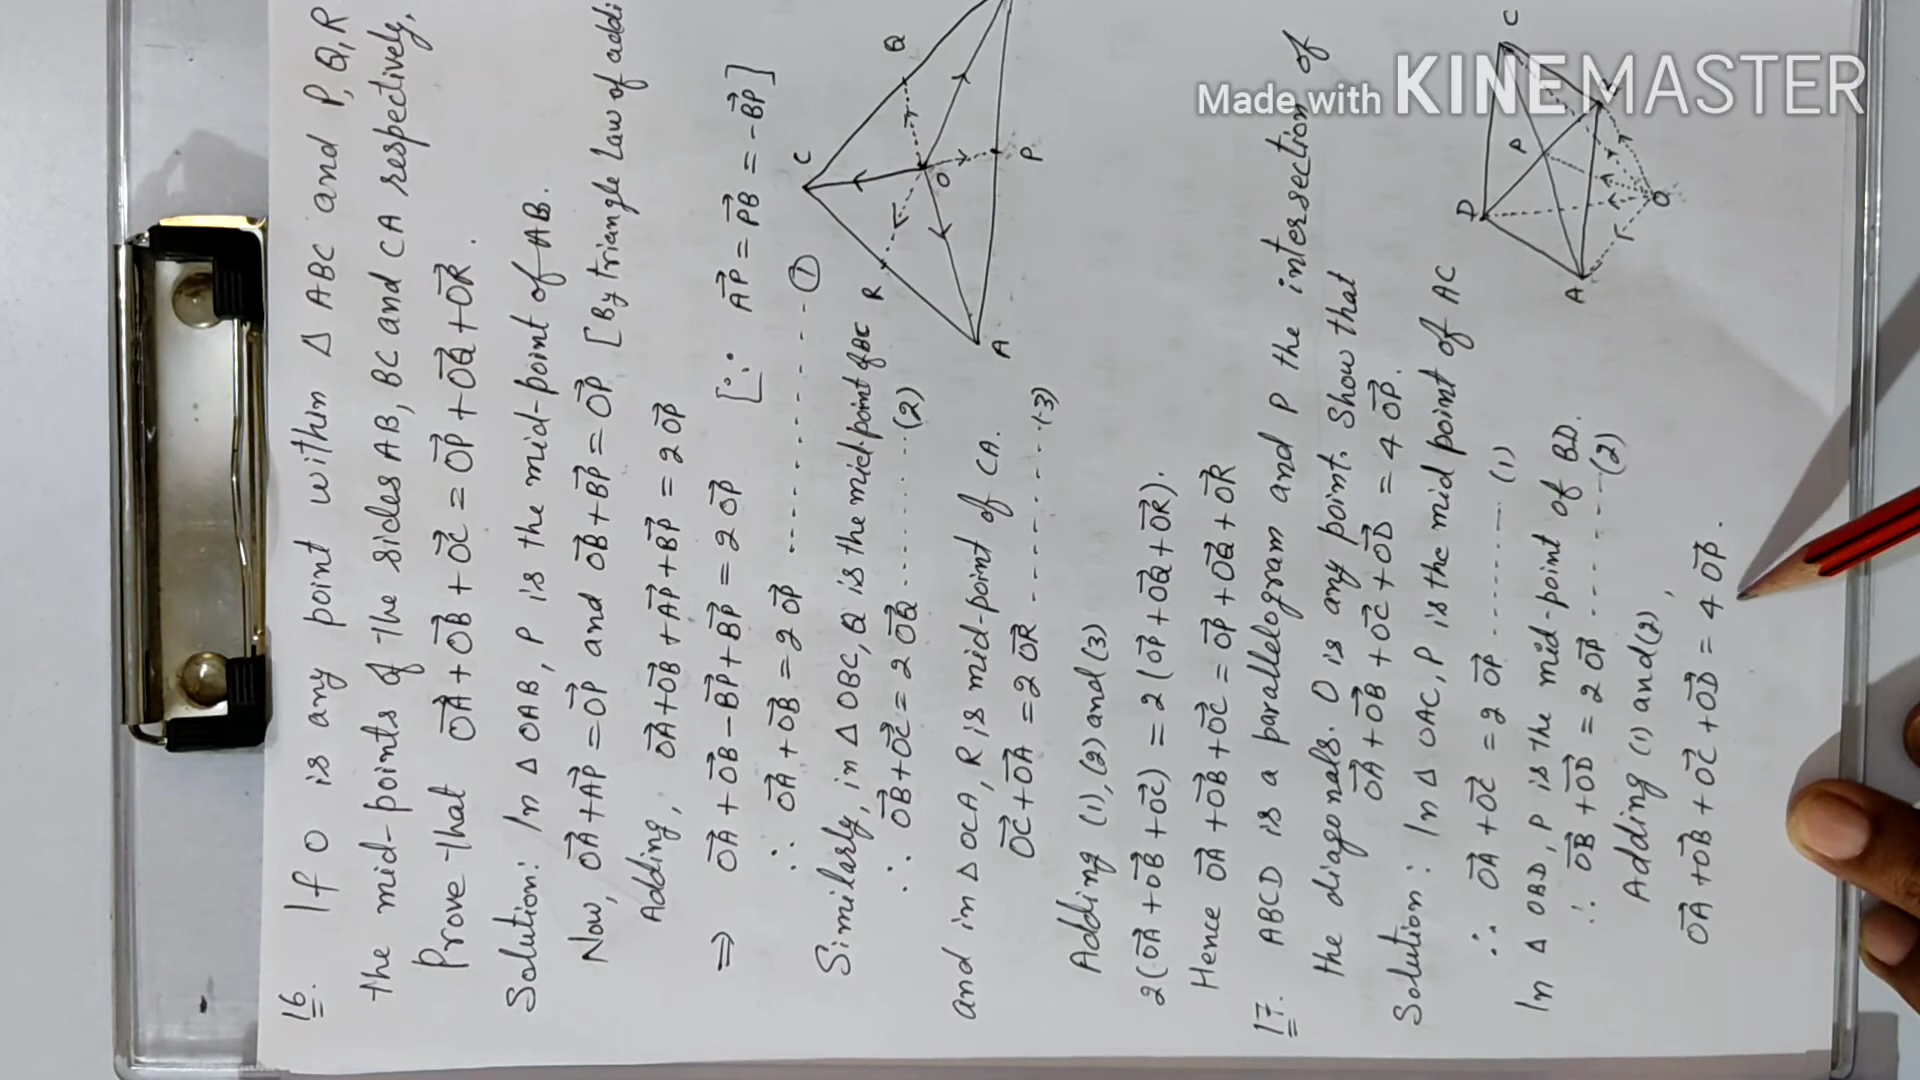 16. If O is any point within Δ ABC and P, Q, R
the mid-points of the sides AB, BC and CA respectively,
Prove that OA⃗ + OB⃗ + OC⃗ = OP⃗ + OQ⃗ + OR⃗.
Solution: In Δ OAB, P is the mid-point of AB.
Now, OA⃗ + AP⃗ = OP⃗ and OB⃗ + BP⃗ = OP⃗ [By triangle Law of addi
Adding, OA⃗ + OB⃗ + AP⃗ + BP⃗ = 2 OP⃗
⇒ OA⃗ + OB⃗ - BP⃗ + BP⃗ = 2 OP⃗ [∵ AP⃗ = PB⃗ = -BP⃗]
∴ OA⃗ + OB⃗ = 2 OP⃗ ---------- ①
Similarly, in Δ OBC, Q is the mid-point of BC
∴ OB⃗ + OC⃗ = 2 OQ⃗ -------- (2)
and in Δ OCA, R is mid-point of CA.
OC⃗ + OA⃗ = 2 OR⃗ ---------- (3)
Adding (1), (2) and (3)
2(OA⃗ + OB⃗ + OC⃗) = 2(OP⃗ + OQ⃗ + OR⃗).
Hence OA⃗ + OB⃗ + OC⃗ = OP⃗ + OQ⃗ + OR⃗
A
R
C
Q
O
P
17. ABCD is a parallelogram and P the intersection of
the diagonals. O is any point. Show that
OA⃗ + OB⃗ + OC⃗ + OD⃗ = 4 OP⃗.
Solution: In Δ OAC, P is the mid point of AC
∴ OA⃗ + OC⃗ = 2 OP⃗ --------- (1)
In Δ OBD, P is the mid-point of BD.
∴ OB⃗ + OD⃗ = 2 OP⃗ -------- (2)
Adding (1) and (2),
OA⃗ + OB⃗ + OC⃗ + OD⃗ = 4 OP⃗.
D
C
P
A
O
Made with KINEMASTER